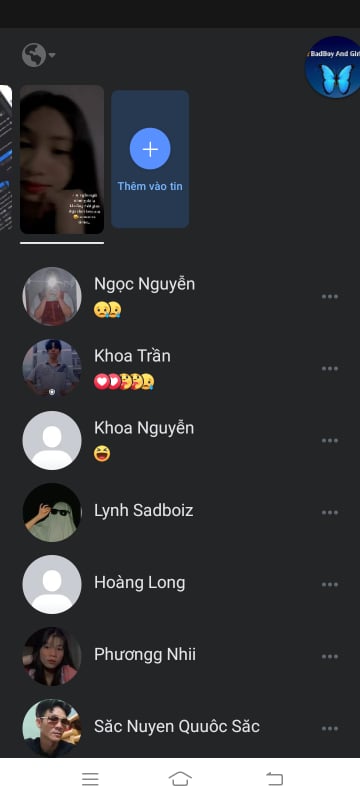 BadBoy And Girl
Thêm vào tin
Ngọc Nguyễn
Khoa Trần
Khoa Nguyễn
Lynh Sadboiz
Hoàng Long
Phươngg Nhii
Săc Nuyen Quuôc Săc